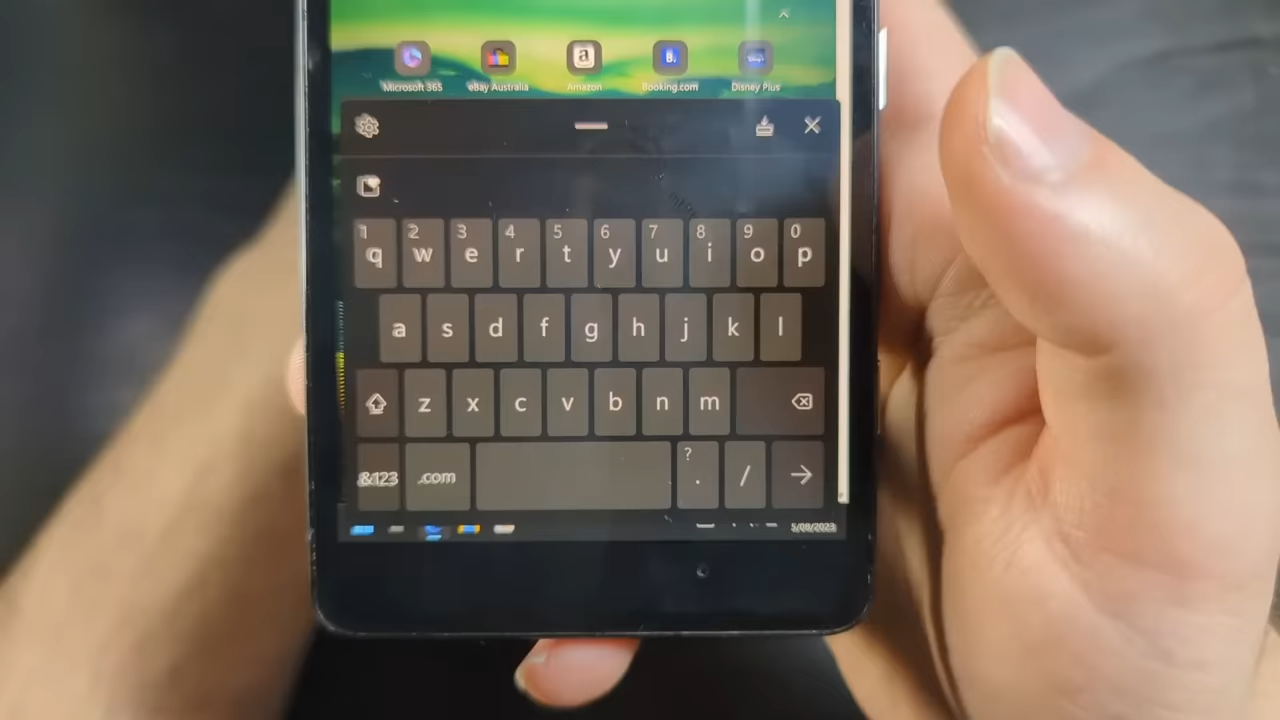 Microsoft 365 eBay Australia Amazon Booking.com Disney Plus
1 2 3 4 5 6 7 8 9 0
q w e r t y u i o p
a s d f g h j k l
z x c v b n m
?
&123 .com . /
5/08/2023